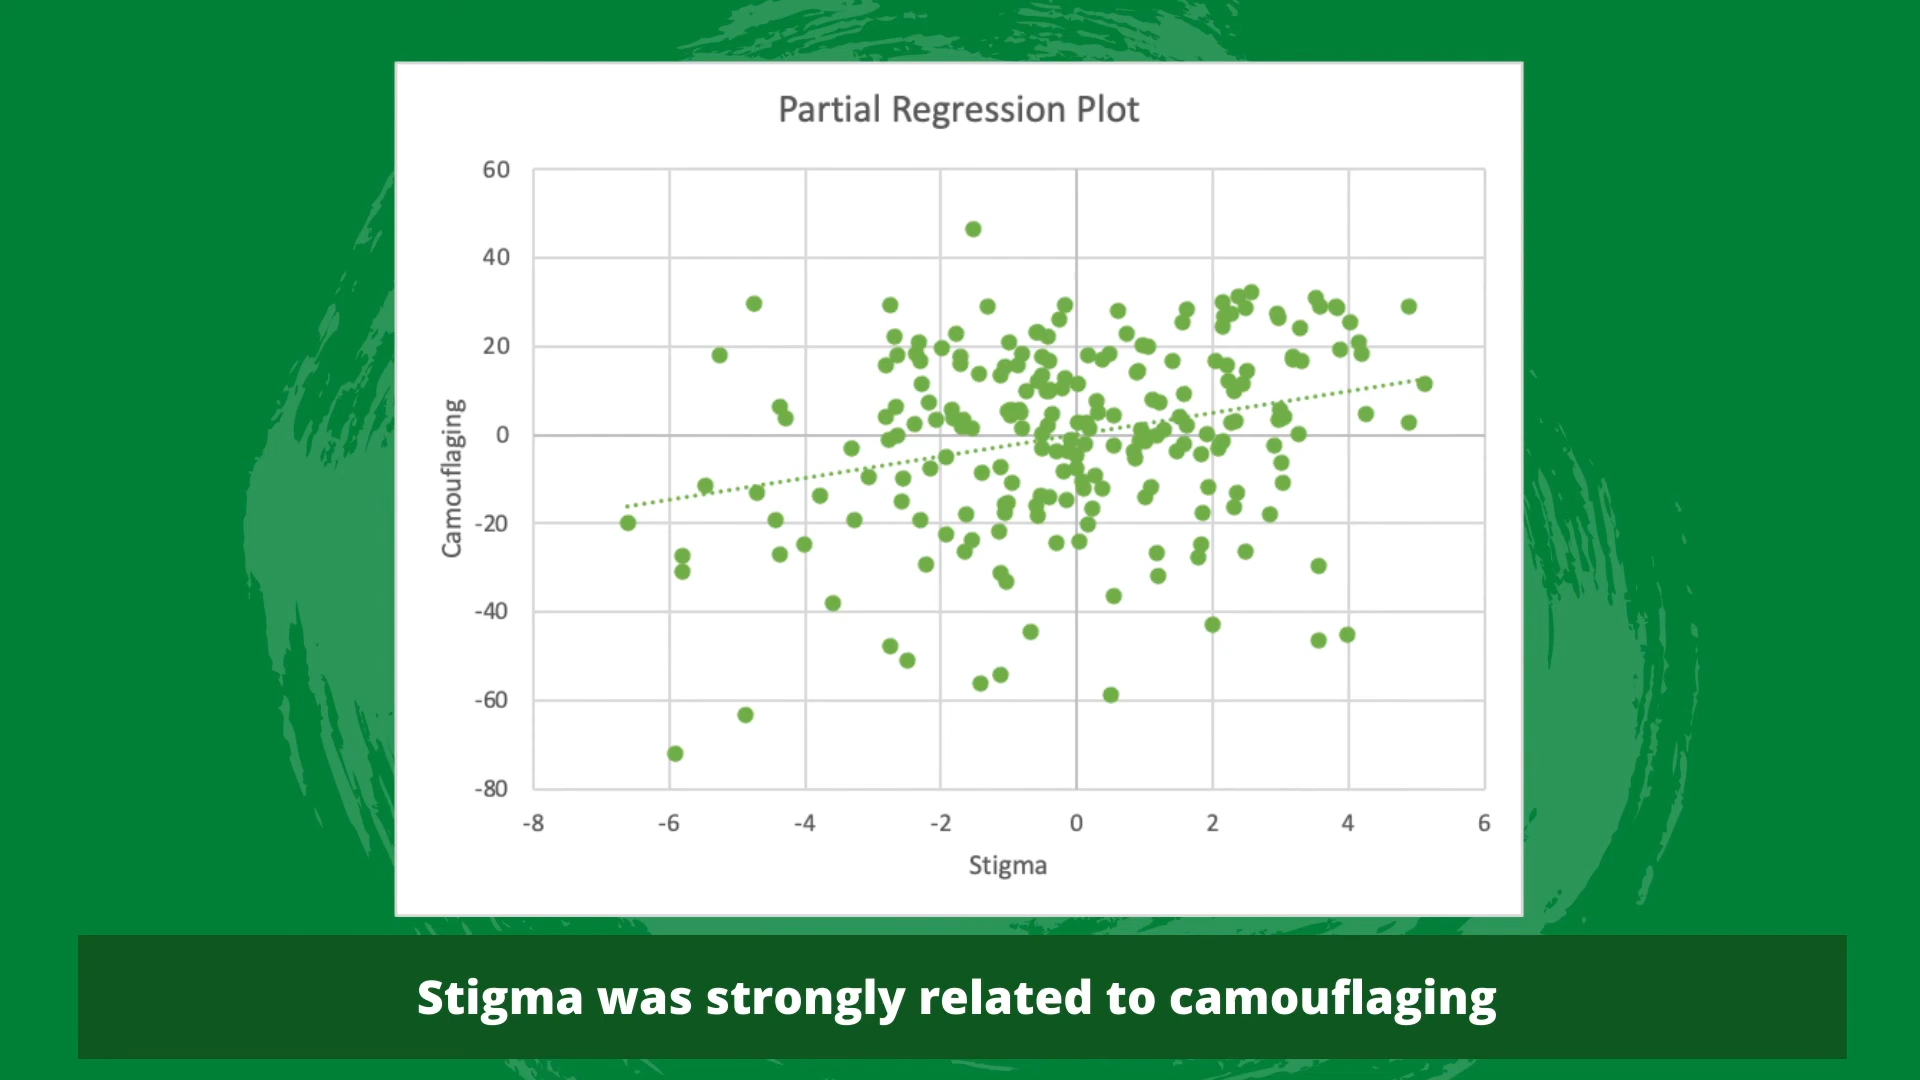 Partial Regression Plot
60
40
20
0
-20
-40
-60
-80
Camouflaging
-8 -6 -4 -2 0 2 4 6
Stigma
Stigma was strongly related to camouflaging